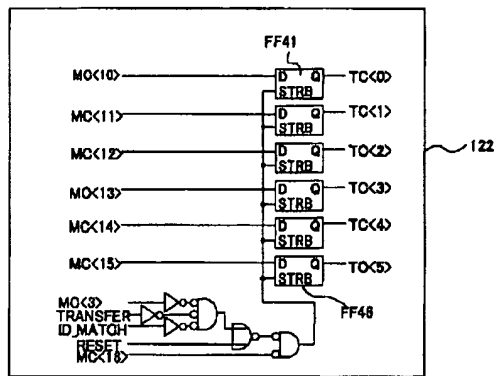 FF41
MC<10> D Q TC<0>
STRB
MC<11> D Q TC<1>
STRB
MC<12> D Q TC<2>
STRB
122
MC<13> D Q TC<3>
STRB
MC<14> D Q TC<4>
STRB
MC<15> D Q TC<5>
STRB
FF46
MC<3>
TRANSFER
ID_MATCH
RESET
MC<16>